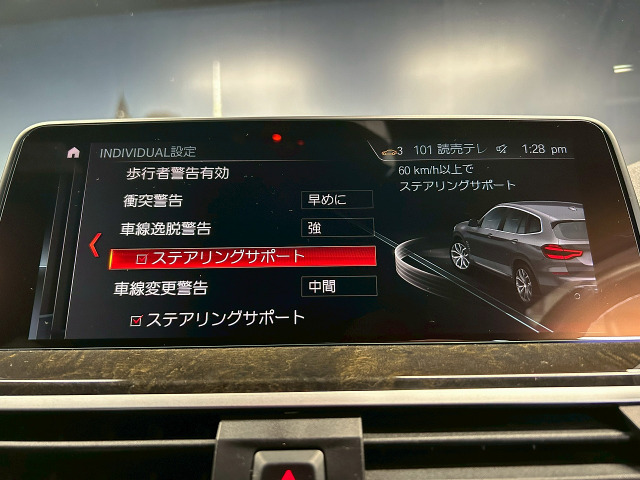 INDIVIDUAL設定
3 101 読売テレ 1:28 pm
歩行者警告有効
衝突警告 早めに
車線逸脱警告 強
ステアリングサポート
車線変更警告 中間
ステアリングサポート
60 km/h以上で
ステアリングサポート